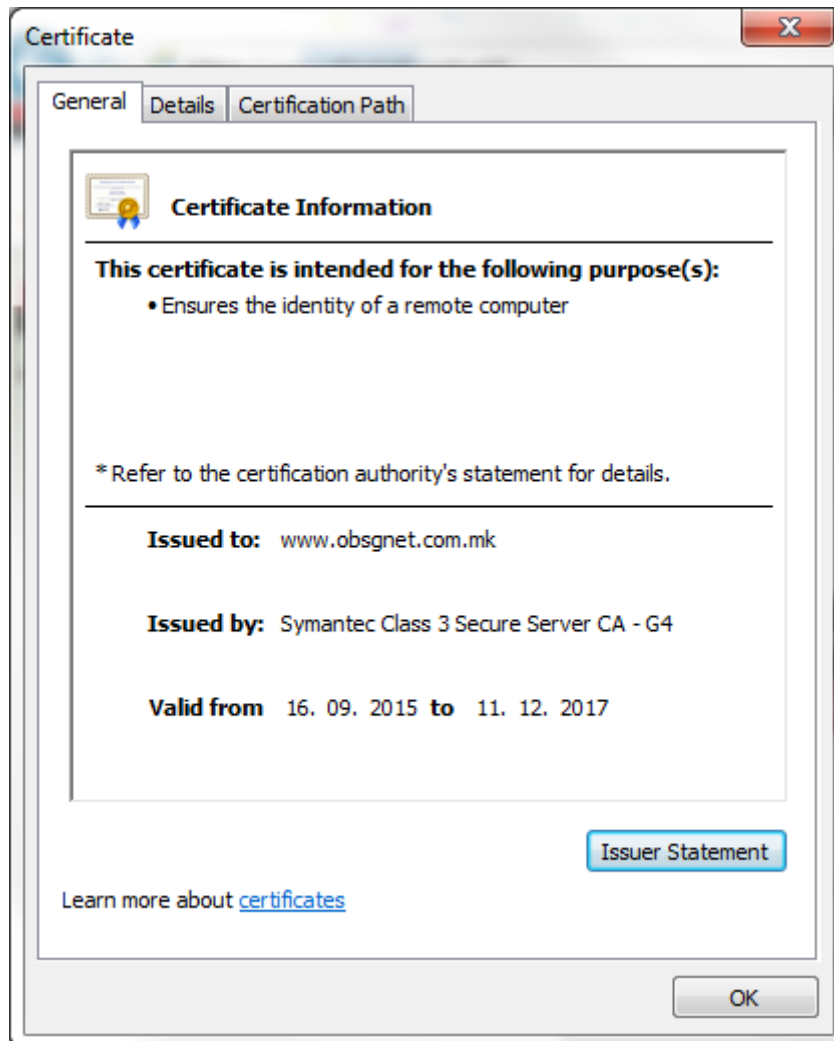 Certificate
General Details Certification Path
Certificate Information
This certificate is intended for the following purpose(s):
• Ensures the identity of a remote computer
* Refer to the certification authority's statement for details.
Issued to: www.obsgnet.com.mk
Issued by: Symantec Class 3 Secure Server CA - G4
Valid from 16. 09. 2015 to 11. 12. 2017
Issuer Statement
Learn more about certificates
OK